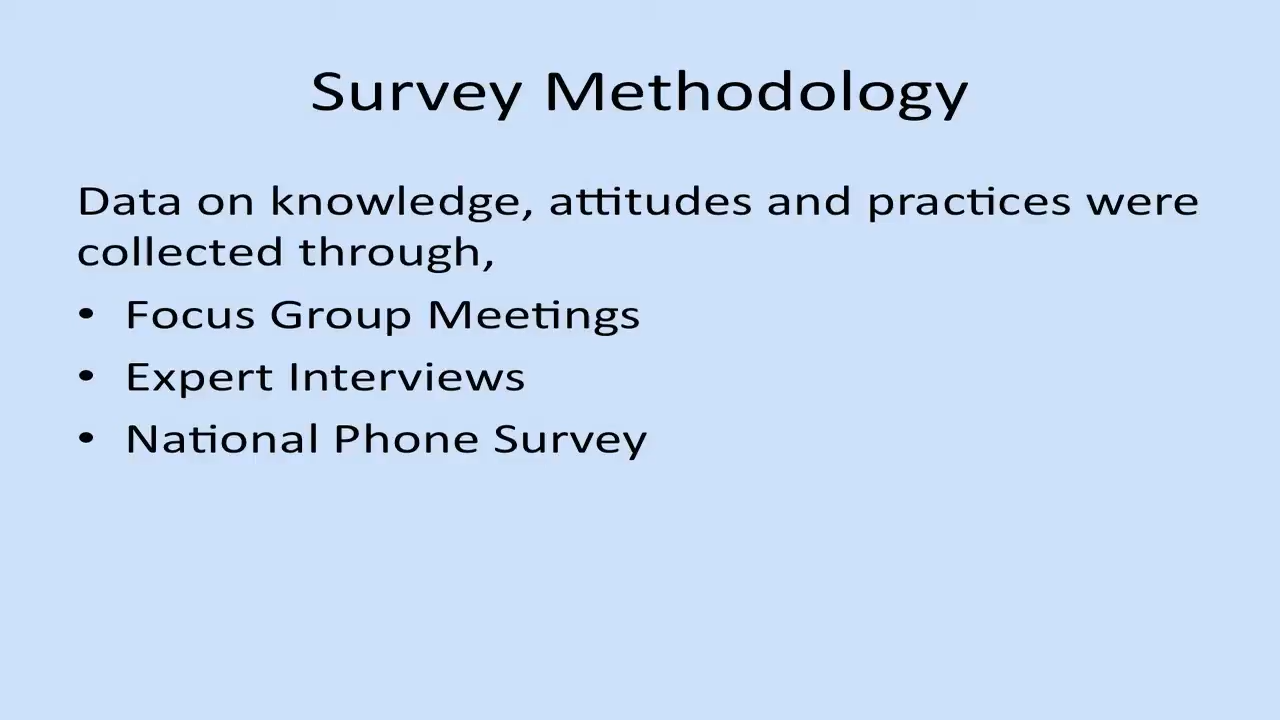 Survey Methodology
Data on knowledge, attitudes and practices were
collected through,
• Focus Group Meetings
• Expert Interviews
• National Phone Survey